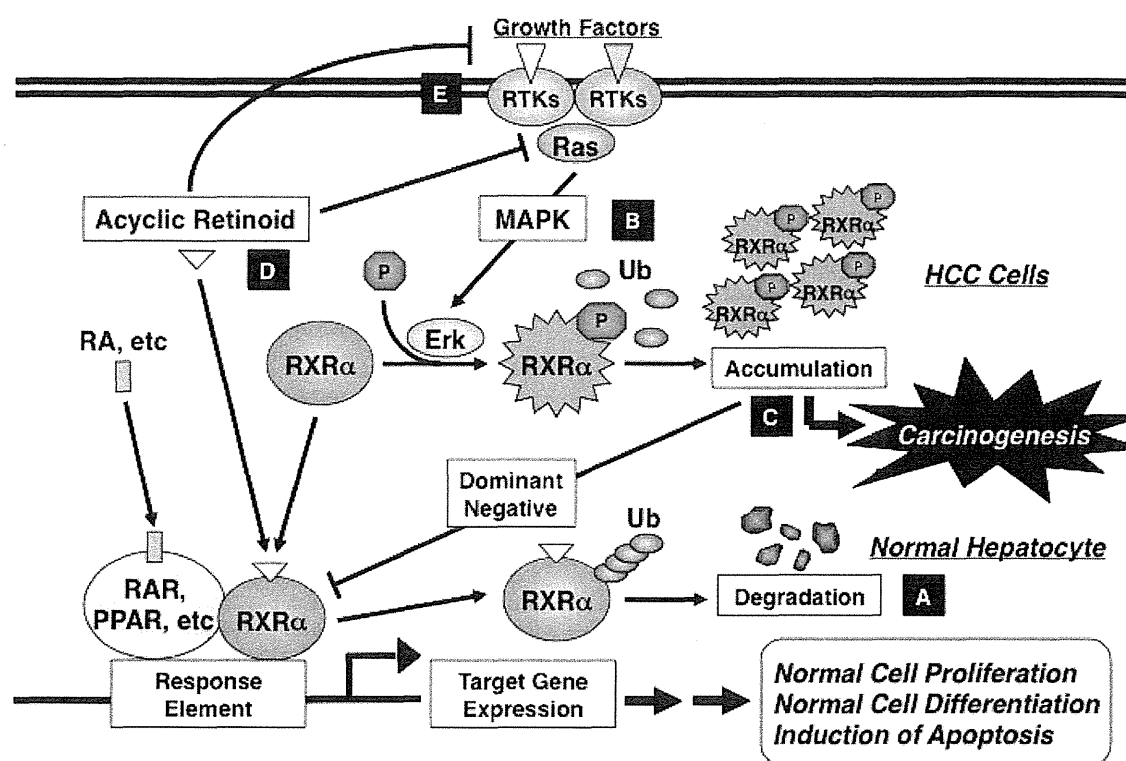 Growth Factors
E
RTKs
RTKs
Ras
Acyclic Retinoid
MAPK
B
D
P
Ub
P
P
P
P
P
RXRα
RXRα
RXRα
RXRα
HCC Cells
RA, etc
Erk
RXRα
RXRα
Accumulation
C
Carcinogenesis
Dominant
Negative
Ub
Normal Hepatocyte
RAR,
PPAR, etc
RXRα
RXRα
Degradation
A
Response
Element
Target Gene
Expression
Normal Cell Proliferation
Normal Cell Differentiation
Induction of Apoptosis